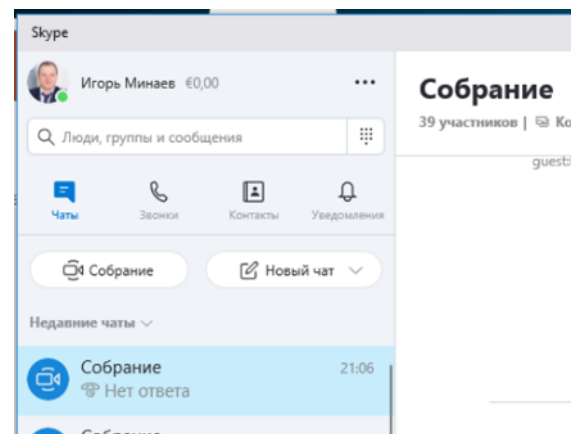 Skype
Игорь Минаев €0,00
Люди, группы и сообщения
Чаты Звонки Контакты Уведомления
Собрание Новый чат
Недавние чаты
Собрание 21:06
Нет ответа
Собрание
39 участников |
guest: